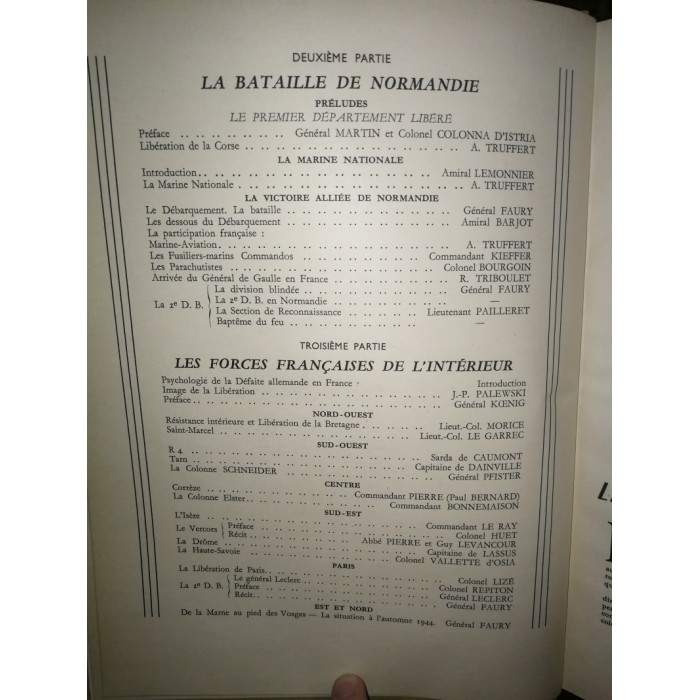 DEUXIÈME PARTIE
LA BATAILLE DE NORMANDIE
PRÉLUDES
LE PREMIER DÉPARTEMENT LIBÉRÉ
Préface .. .. .. .. .. .. .. Général MARTIN et Colonel COLONNA D'ISTRIA
Libération de la Corse .. .. .. .. .. .. .. .. .. .. .. .. A. TRUFFERT
LA MARINE NATIONALE
Introduction .. .. .. .. .. .. .. .. .. .. .. .. Amiral LEMONNIER
La Marine Nationale .. .. .. .. .. .. .. .. .. .. .. .. A. TRUFFERT
LA VICTOIRE ALLIÉE DE NORMANDIE
Le Débarquement. La bataille .. .. .. .. .. .. .. .. Général FAURY
Les dessous du Débarquement .. .. .. .. .. .. .. .. Amiral BARJOT
La participation française :
Marine-Aviation .. .. .. .. .. .. .. .. .. .. .. .. A. TRUFFERT
Les Fusiliers-marins Commandos .. .. .. .. .. .. Commandant KIEFFER
Les Parachutistes .. .. .. .. .. .. .. .. .. .. Colonel BOURGOIN
Arrivée du Général de Gaulle en France .. .. .. .. .. .. R. TRIBOULET
La division blindée .. .. .. .. .. .. .. Général FAURY
La 2e D. B. en Normandie .. .. .. .. .. .. —
La 2e D. B. La Section de Reconnaissance .. .. .. Lieutenant PAILLERET
Baptême du feu .. .. .. .. .. .. .. .. —
TROISIÈME PARTIE
LES FORCES FRANÇAISES DE L'INTÉRIEUR
Psychologie de la Défaite allemande en France : Introduction
Image de la Libération .. .. .. .. .. .. .. .. .. J.-P. PALEWSKI
Préface .. .. .. .. .. .. .. .. .. .. .. .. Général KŒNIG
NORD-OUEST
Résistance intérieure et Libération de la Bretagne .. .. .. .. Lieut.-Col. MORICE
Saint-Marcel .. .. .. .. .. .. .. .. .. .. Lieut.-Col. LE GARREC
SUD-OUEST
R 4 .. .. .. .. .. .. .. .. .. .. .. Sarda de CAUMONT
Tarn .. .. .. .. .. .. .. .. .. .. Capitaine de DAINVILLE
La Colonne SCHNEIDER .. .. .. .. .. .. .. .. Général PFISTER
CENTRE
Corrèze .. .. .. .. .. .. .. Commandant PIERRE (Paul BERNARD)
La Colonne Elster .. .. .. .. .. .. .. Commandant BONNEMAISON
SUD-EST
L'Isère .. .. .. .. .. .. .. .. .. .. Commandant LE RAY
Le Vercors Préface .. .. .. .. .. .. .. .. Colonel HUET
Récit .. .. .. .. .. .. Abbé PIERRE et Guy LEVANCOUR
La Drôme .. .. .. .. .. .. .. .. .. Capitaine de LASSUS
La Haute-Savoie .. .. .. .. .. .. .. Colonel VALLETTE d'OSIA
PARIS
La Libération de Paris .. .. .. .. .. .. .. .. Colonel LIZÉ
Le général Leclerc .. .. .. .. .. .. .. Colonel REPITON
La 2e D. B. Préface .. .. .. .. .. .. .. .. Général LECLERC
Récit .. .. .. .. .. .. .. .. .. Général FAURY
EST ET NORD
De la Marne au pied des Vosges — La situation à l'automne 1944. Général FAURY